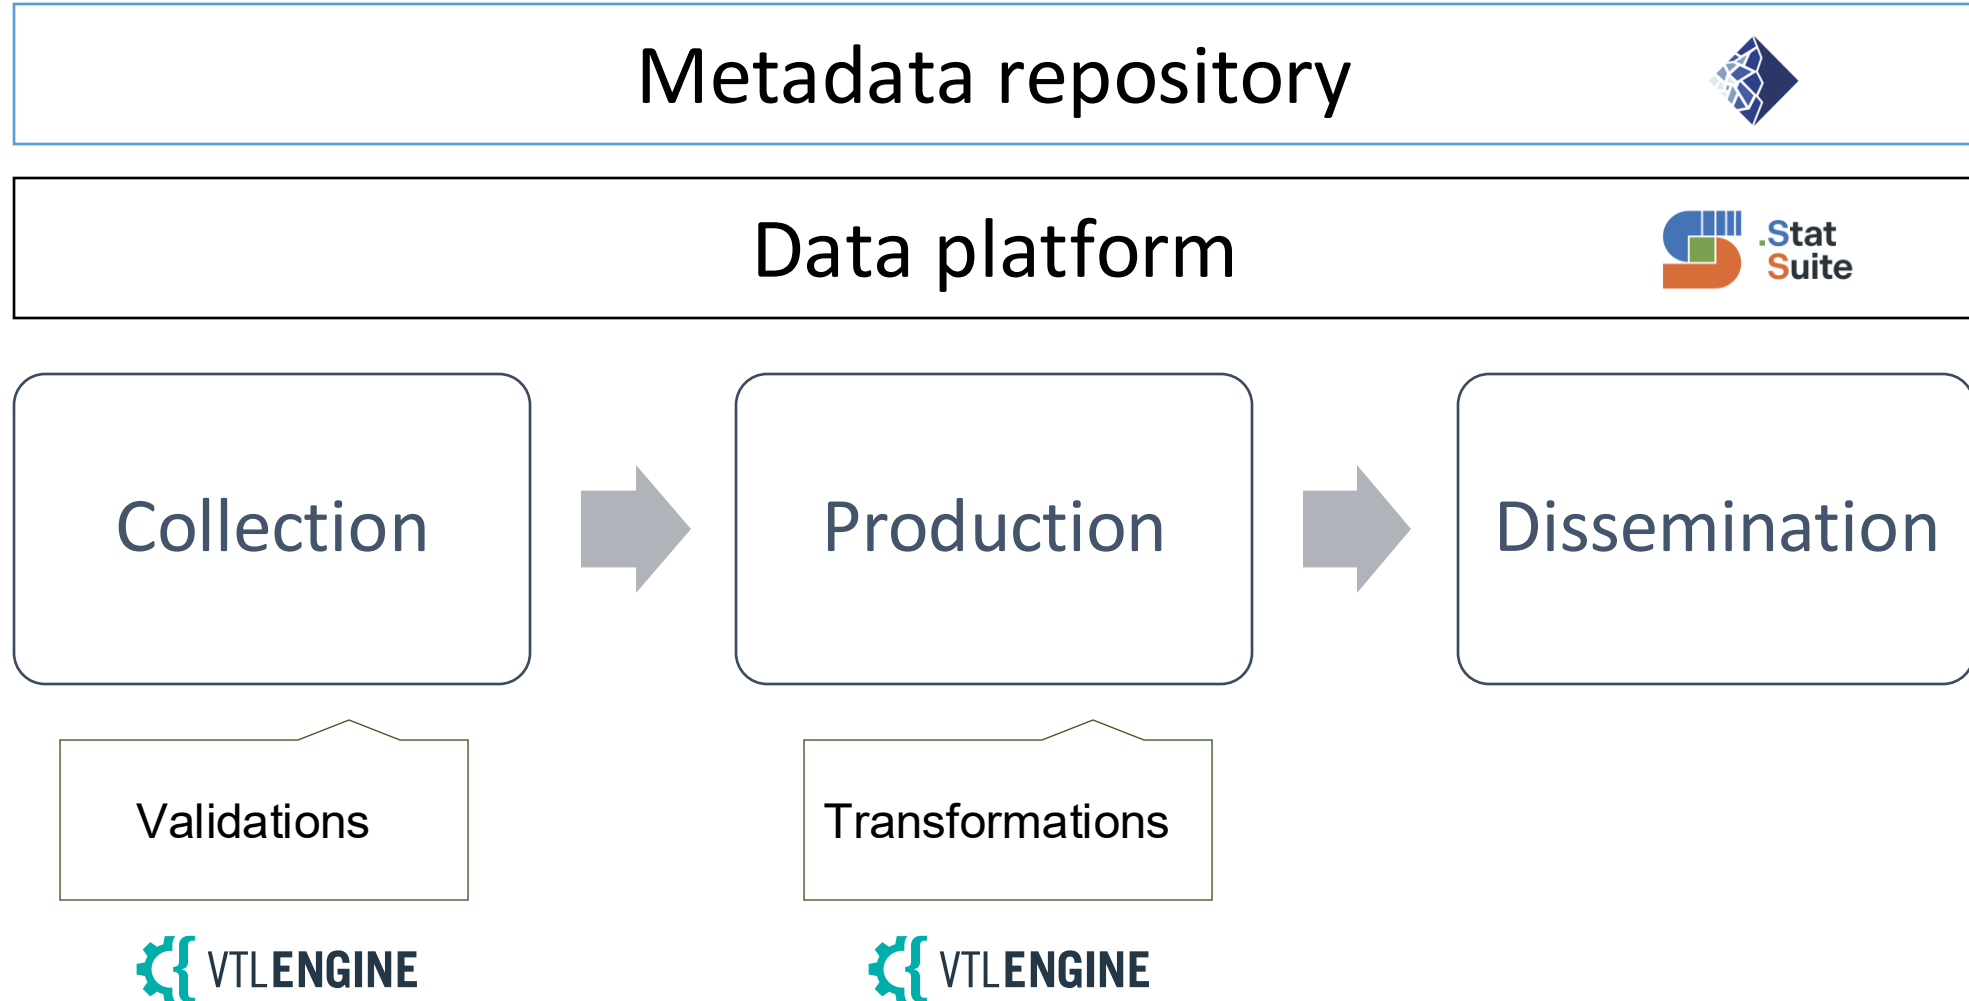 Metadata repository
Data platform
.Stat
Suite
Collection
Production
Dissemination
Validations
Transformations
VTLENGINE
VTLENGINE